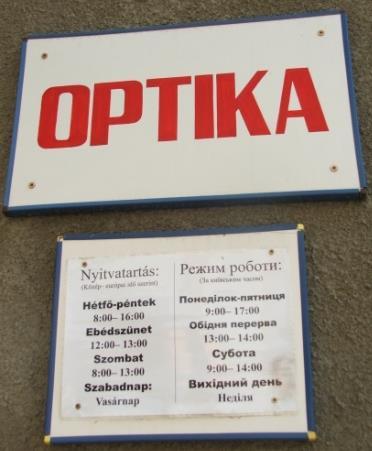 OPTIKA
Nyitvatartás:
(Közép- európai idő szerint)
Hétfő-péntek
8:00– 16:00
Ebédszünet
12:00– 13:00
Szombat
8:00– 13:00
Szabadnap:
Vasárnap
Режим роботи:
(За київським часом)
Понеділок-пятниця
9:00– 17:00
Обідня перерва
13:00– 14:00
Субота
9:00– 14:00
Вихідний день
Неділя